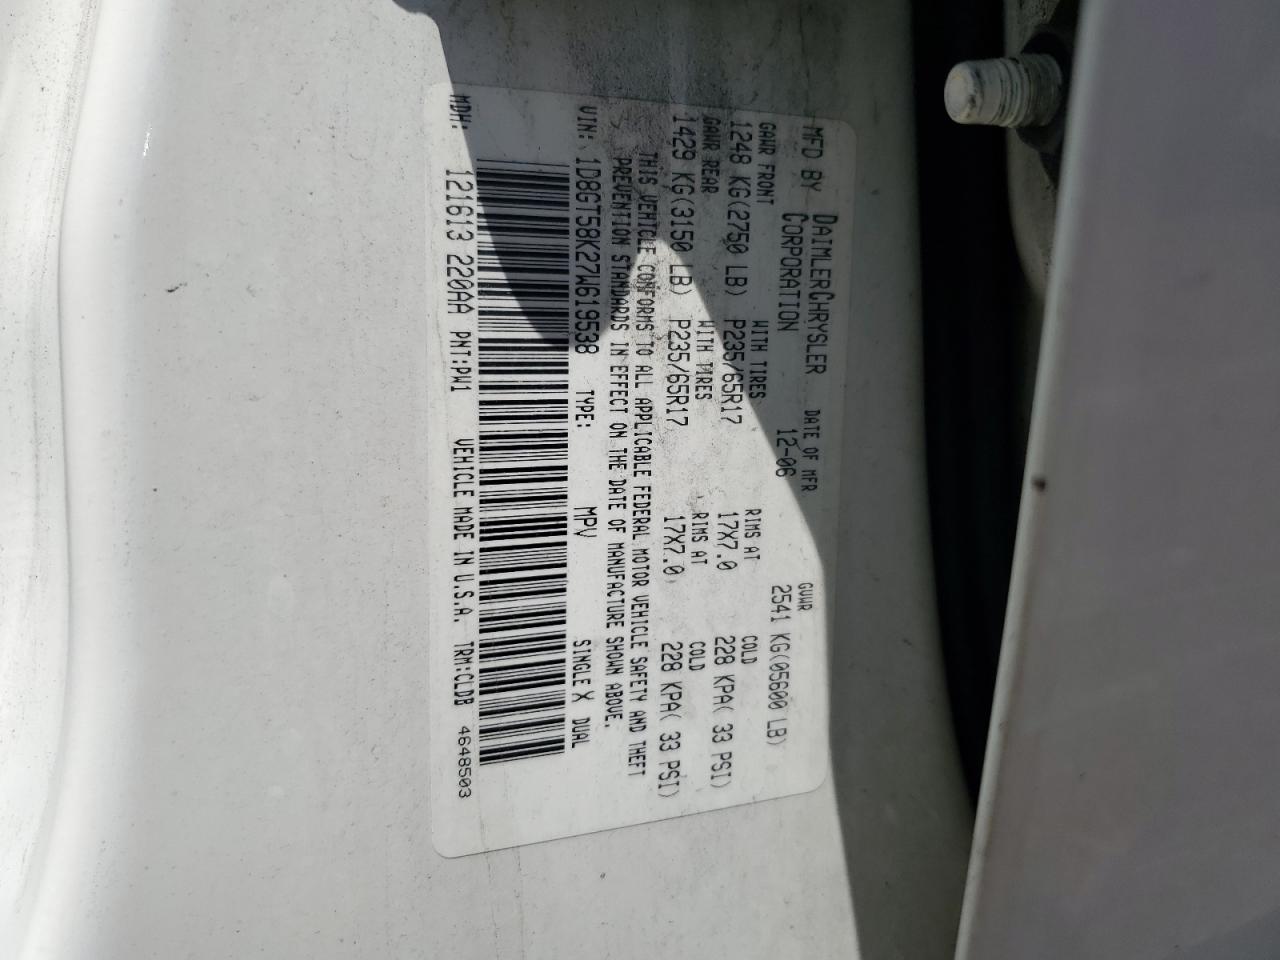 MFD BY DAIMLERCHRYSLER CORPORATION DATE OF MFR 12-06 GVWR 2541 KG(05600 LB)
GAWR FRONT WITH TIRES RIMS AT COLD
1248 KG(2750 LB) P235/65R17 17X7.0 228 KPA( 33 PSI)
GAWR REAR WITH TIRES RIMS AT COLD
1429 KG(3150 LB) P235/65R17 17X7.0 228 KPA( 33 PSI)
THIS VEHICLE CONFORMS TO ALL APPLICABLE FEDERAL MOTOR VEHICLE SAFETY AND THEFT
PREVENTION STANDARDS IN EFFECT ON THE DATE OF MANUFACTURE SHOWN ABOVE.
VIN: 1D8GT58K27W619538 TYPE: MPV SINGLE X DUAL
MDH: 121613 220AA PNT:PW1 VEHICLE MADE IN U.S.A. TRM:CLDB 4648503